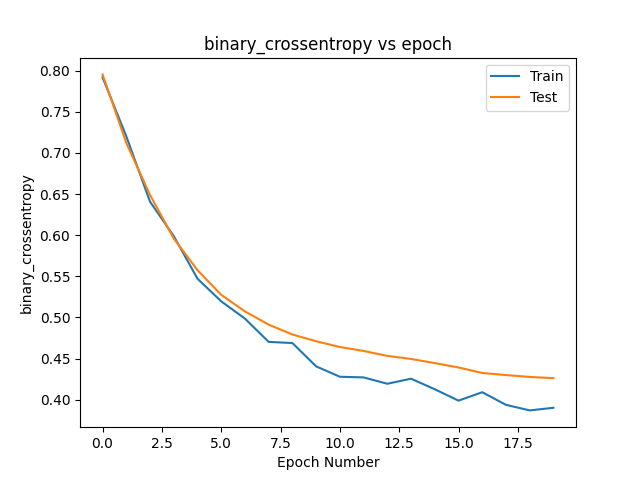 binary_crossentropy vs epoch
Train
Test
binary_crossentropy
0.80
0.75
0.70
0.65
0.60
0.55
0.50
0.45
0.40
0.0 2.5 5.0 7.5 10.0 12.5 15.0 17.5
Epoch Number